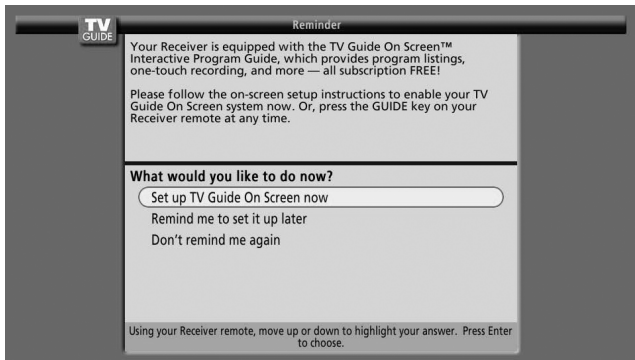 TV
GUIDE
Reminder
Your Receiver is equipped with the TV Guide On Screen™
Interactive Program Guide, which provides program listings,
one-touch recording, and more — all subscription FREE!
Please follow the on-screen setup instructions to enable your TV
Guide On Screen system now. Or, press the GUIDE key on your
Receiver remote at any time.
What would you like to do now?
Set up TV Guide On Screen now
Remind me to set it up later
Don't remind me again
Using your Receiver remote, move up or down to highlight your answer. Press Enter
to choose.